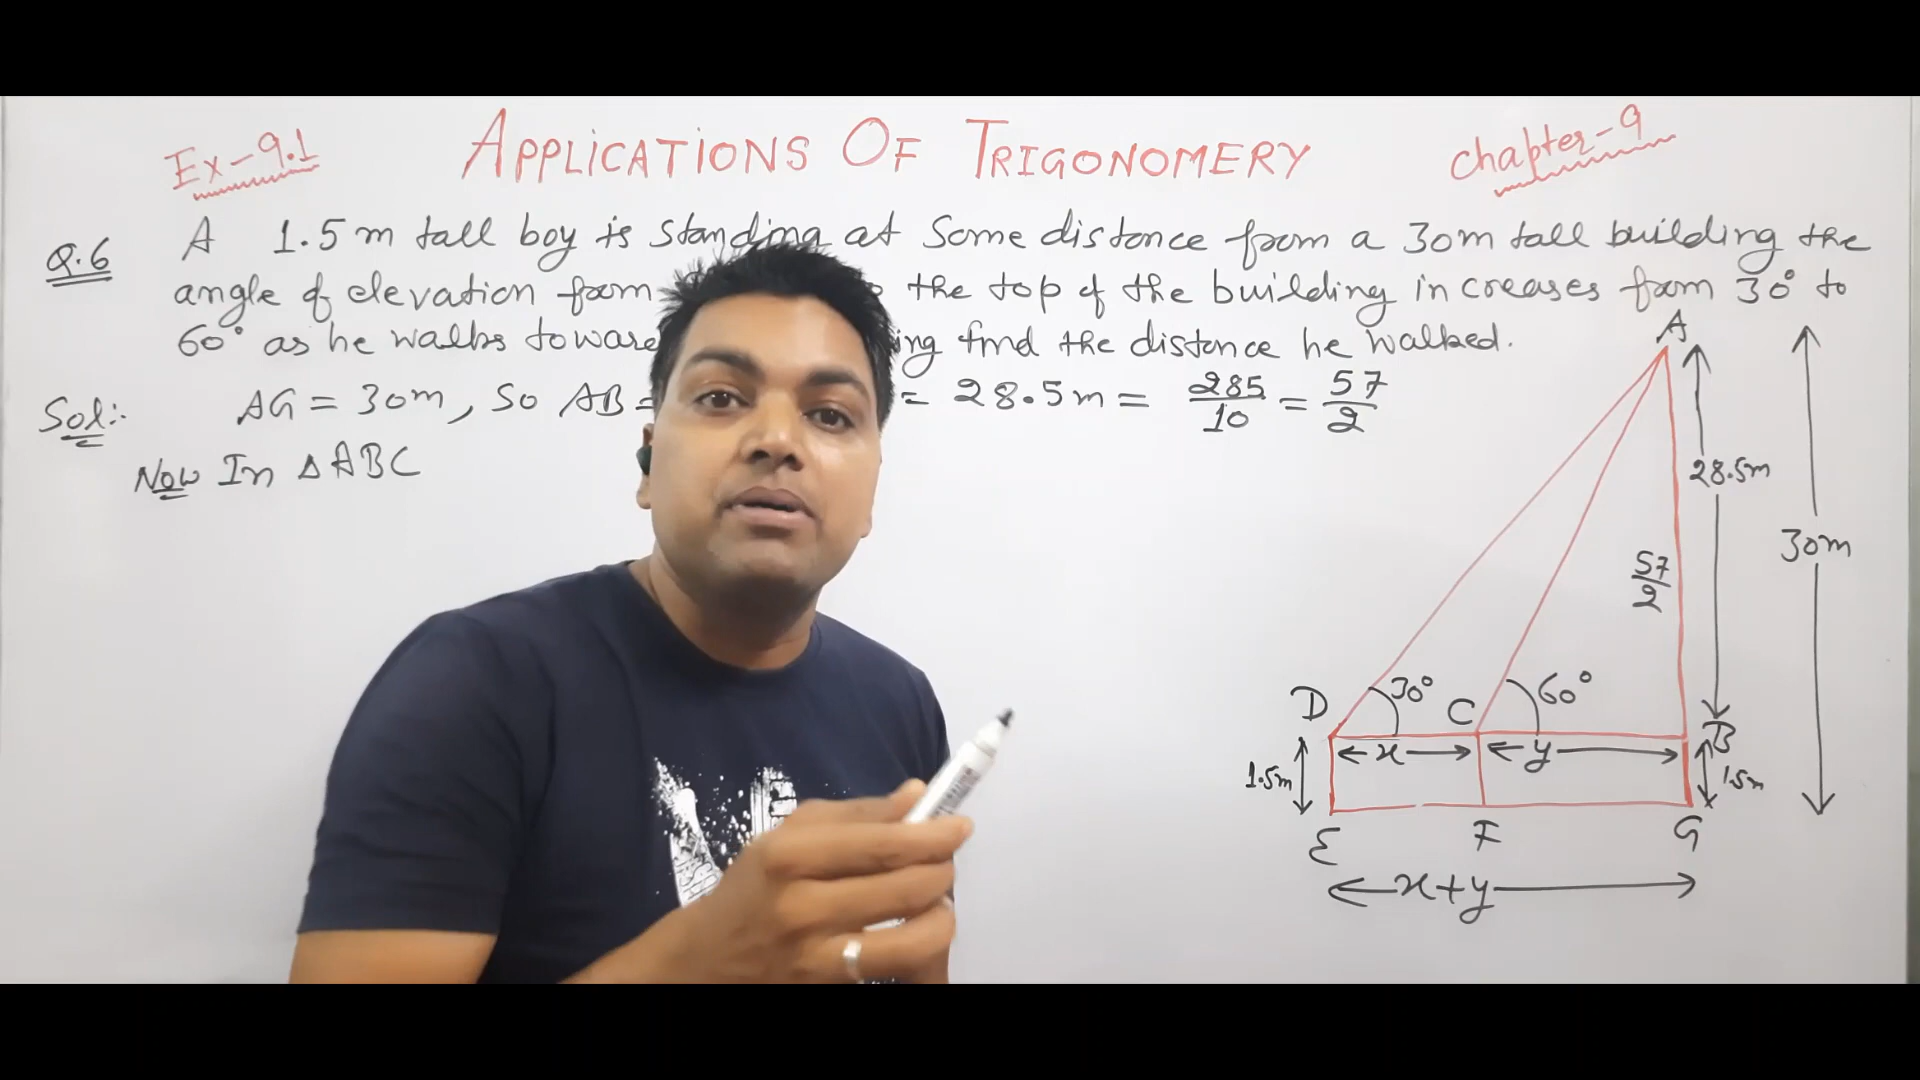 Ex-9.1 APPLiCATiONS OF TRIGONOMERY Chapter-9
Q.6 A 1.5m tall boy is standing at some distance from a 30m tall building the
angle of elevation from the top of the building increases from 30° to
60° as he walks find the distance he walked.
Sol:- AG = 30m, So AB = = 28.5m = 285/10 = 57/2
Now In △ABC
A
28.5m
30m
57/2
D 30° C 60° B
x y
1.5m 1.5m
E F G
x+y